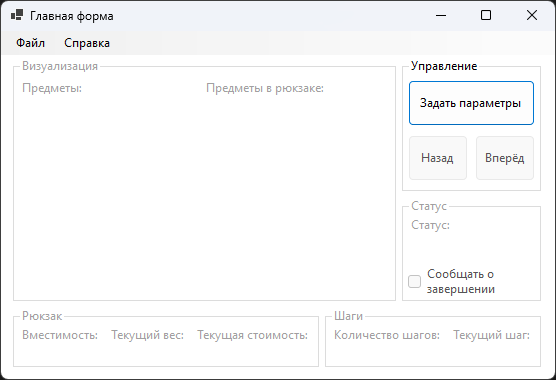 Главная форма
Файл Справка
Визуализация
Предметы: Предметы в рюкзаке:
Управление
Задать параметры
Назад Вперёд
Статус
Статус:
Сообщать о
завершении
Рюкзак
Вместимость: Текущий вес: Текущая стоимость:
Шаги
Количество шагов: Текущий шаг: